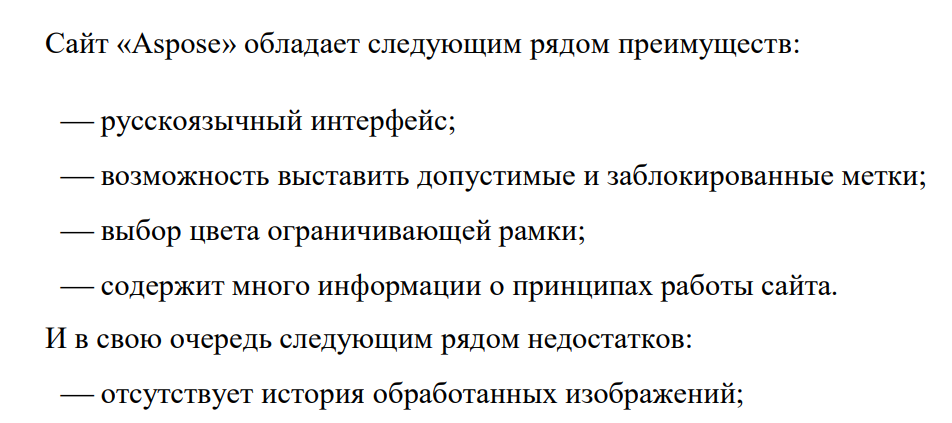 Сайт «Aspose» обладает следующим рядом преимуществ:
— русскоязычный интерфейс;
— возможность выставить допустимые и заблокированные метки;
— выбор цвета ограничивающей рамки;
— содержит много информации о принципах работы сайта.
И в свою очередь следующим рядом недостатков:
— отсутствует история обработанных изображений;